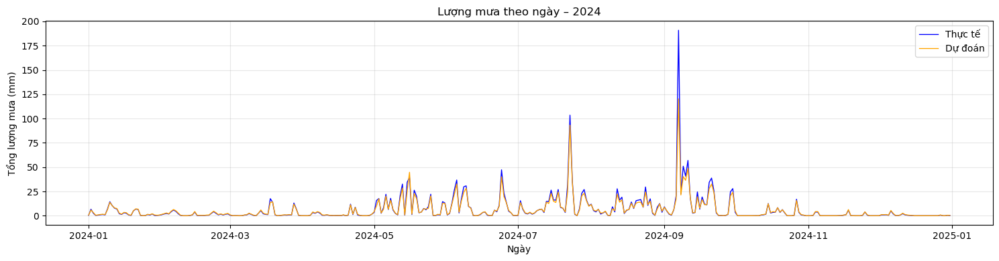 Lượng mưa theo ngày – 2024
Tổng lượng mưa (mm)
200
175
150
125
100
75
50
25
0
Thực tế
Dự đoán
2024-01 2024-03 2024-05 2024-07 2024-09 2024-11 2025-01
Ngày